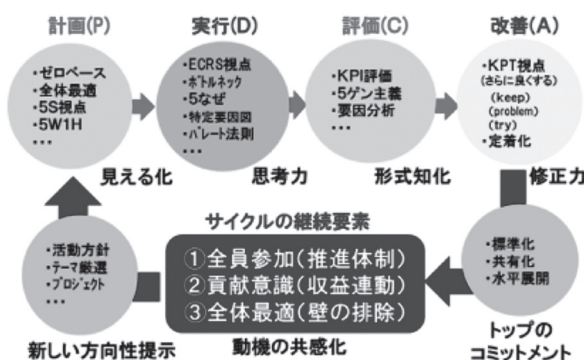 計画(P)
実行(D)
評価(C)
改善(A)
・ゼロベース
・全体最適
・5S視点
・5W1H
・・・
・ECRS視点
・ボトルネック
・5なぜ
・特定要因図
・パレート法則
・・・
・KPI評価
・5ゲン主義
・要因分析
・・・
・KPT視点
(さらに良くする)
(keep)
(problem)
(try)
・定着化
見える化
思考力
形式知化
修正力
サイクルの継続要素
①全員参加(推進体制)
②貢献意識(収益連動)
③全体最適(壁の排除)
・活動方針
・テーマ厳選
・プロジェクト
・・・
・標準化
・共有化
・水平展開
新しい方向性提示
動機の共感化
トップの
コミットメント